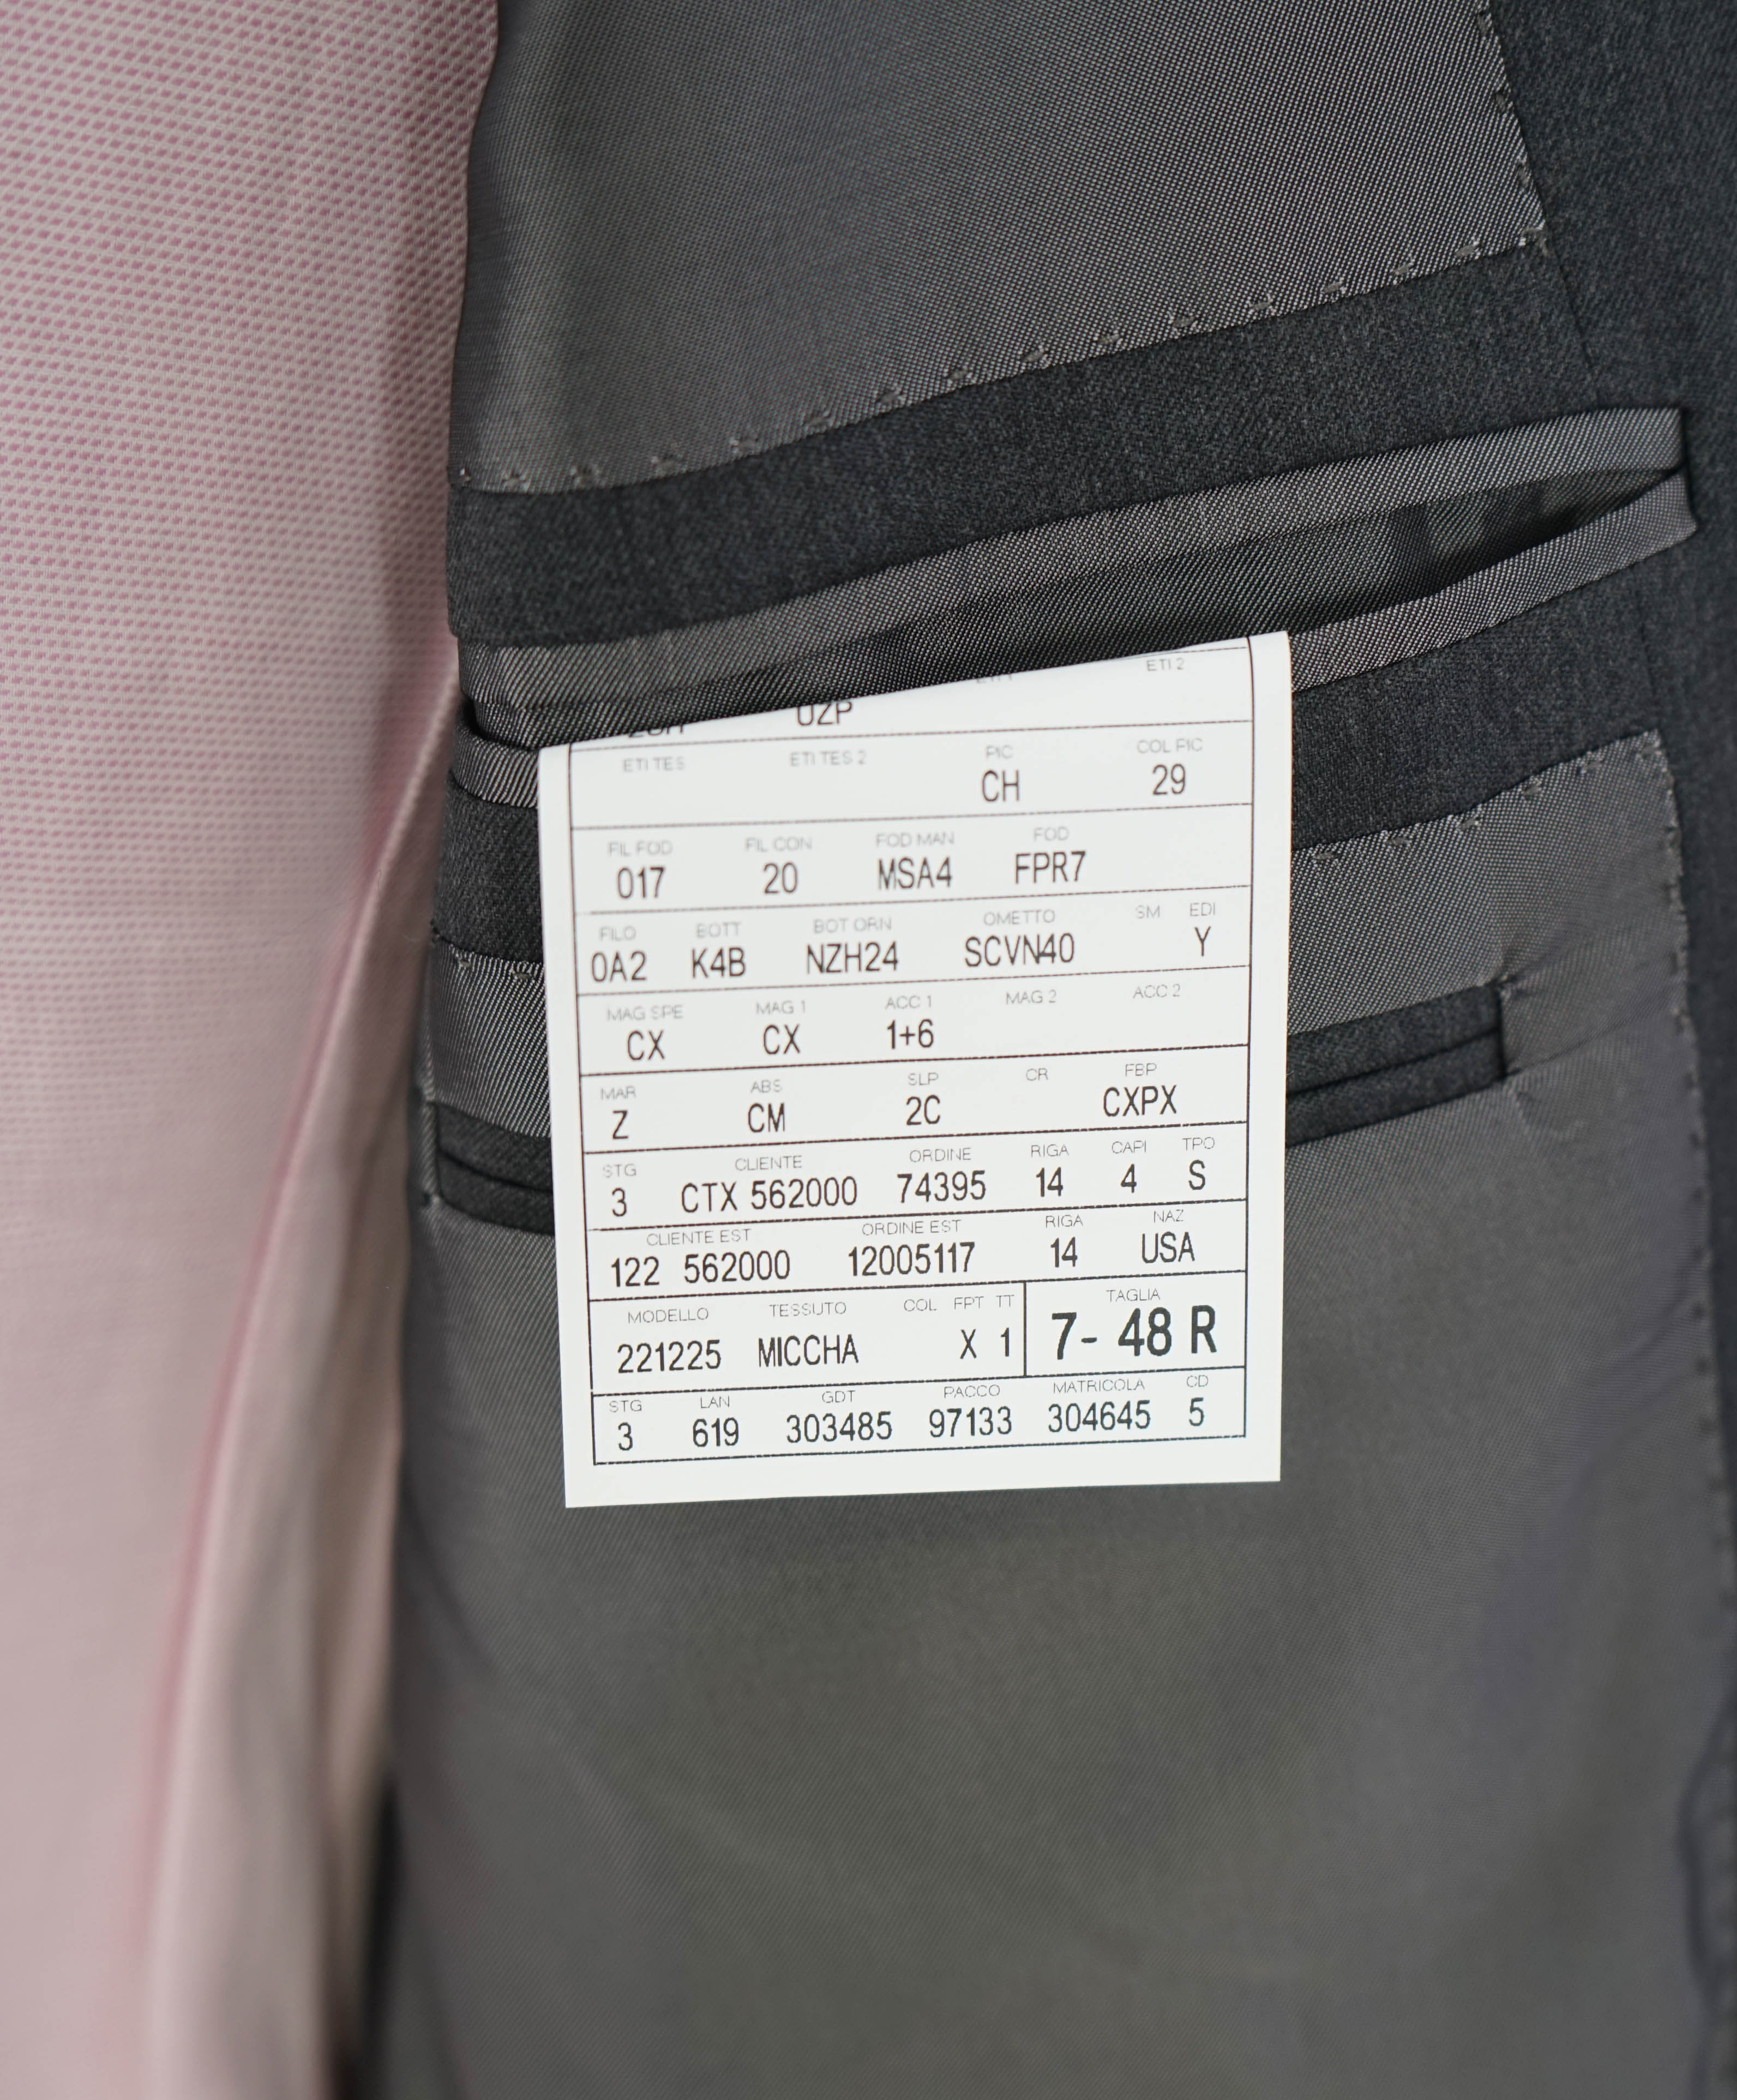 ETI 2
UZP
ETI TES ETI TES 2 PIC COL PIC
CH 29
FIL FOD FIL CON FOD MAN FOD
017 20 MSA4 FPR7
FILO BOTT BOT ORN OMETTO SM EDI
0A2 K4B NZH24 SCVN40 Y
MAG SPE MAG 1 ACC 1 MAG 2 ACC 2
CX CX 1+6
MAR ABS SLP CR FBP
Z CM 2C CXPX
STG CLIENTE ORDINE RIGA CAPI TPO
3 CTX 562000 74395 14 4 S
CLIENTE EST ORDINE EST RIGA NAZ
122 562000 12005117 14 USA
MODELLO TESSUTO COL FPT TT TAGLIA
221225 MICCHA X 1 7- 48 R
STG LAN GDT PACCO MATRICOLA CD
3 619 303485 97133 304645 5